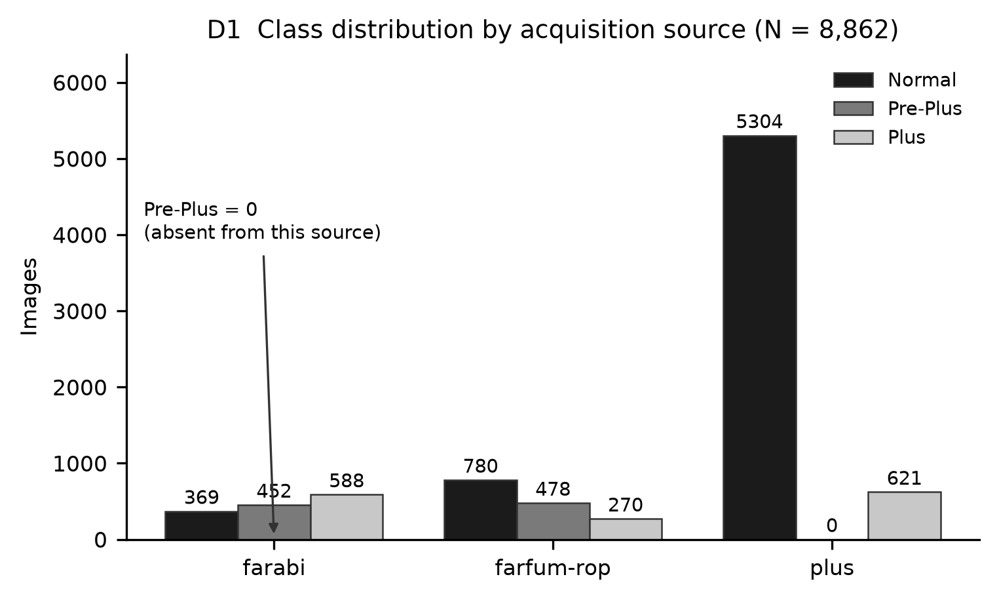 D1  Class distribution by acquisition source (N = 8,862)
Images
6000
5000
4000
3000
2000
1000
0
Normal
Pre-Plus
Plus
Pre-Plus = 0
(absent from this source)
369
452
588
780
478
270
5304
0
621
farabi
farfum-rop
plus